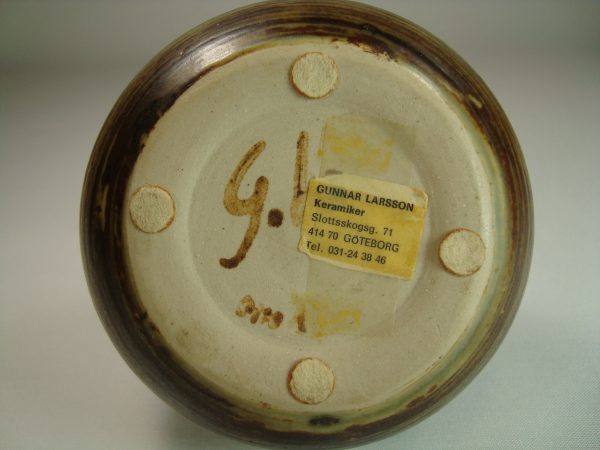 g.l
GUNNAR LARSSON
Keramiker
Slottsskogsg. 71
414 70 GÖTEBORG
Tel. 031-24 38 46